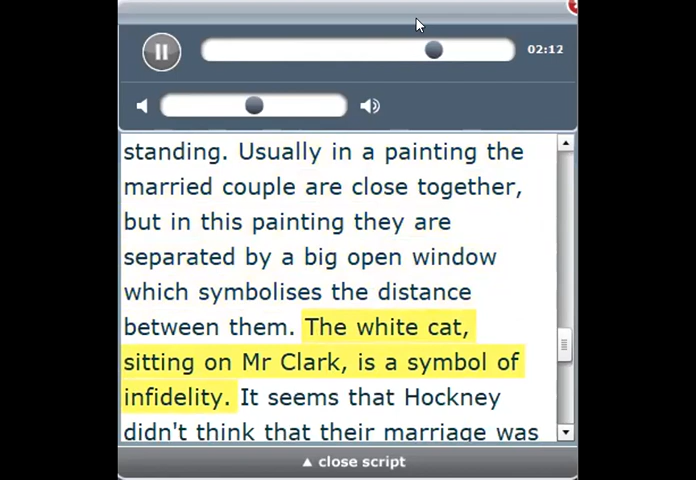 02:12
standing. Usually in a painting the
married couple are close together,
but in this painting they are
separated by a big open window
which symbolises the distance
between them. The white cat,
sitting on Mr Clark, is a symbol of
infidelity. It seems that Hockney
didn't think that their marriage was
▲ close script